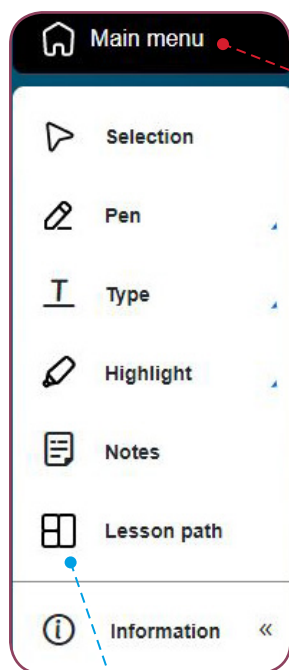 Main menu
Selection
Pen
Type
Highlight
Notes
Lesson path
Information «